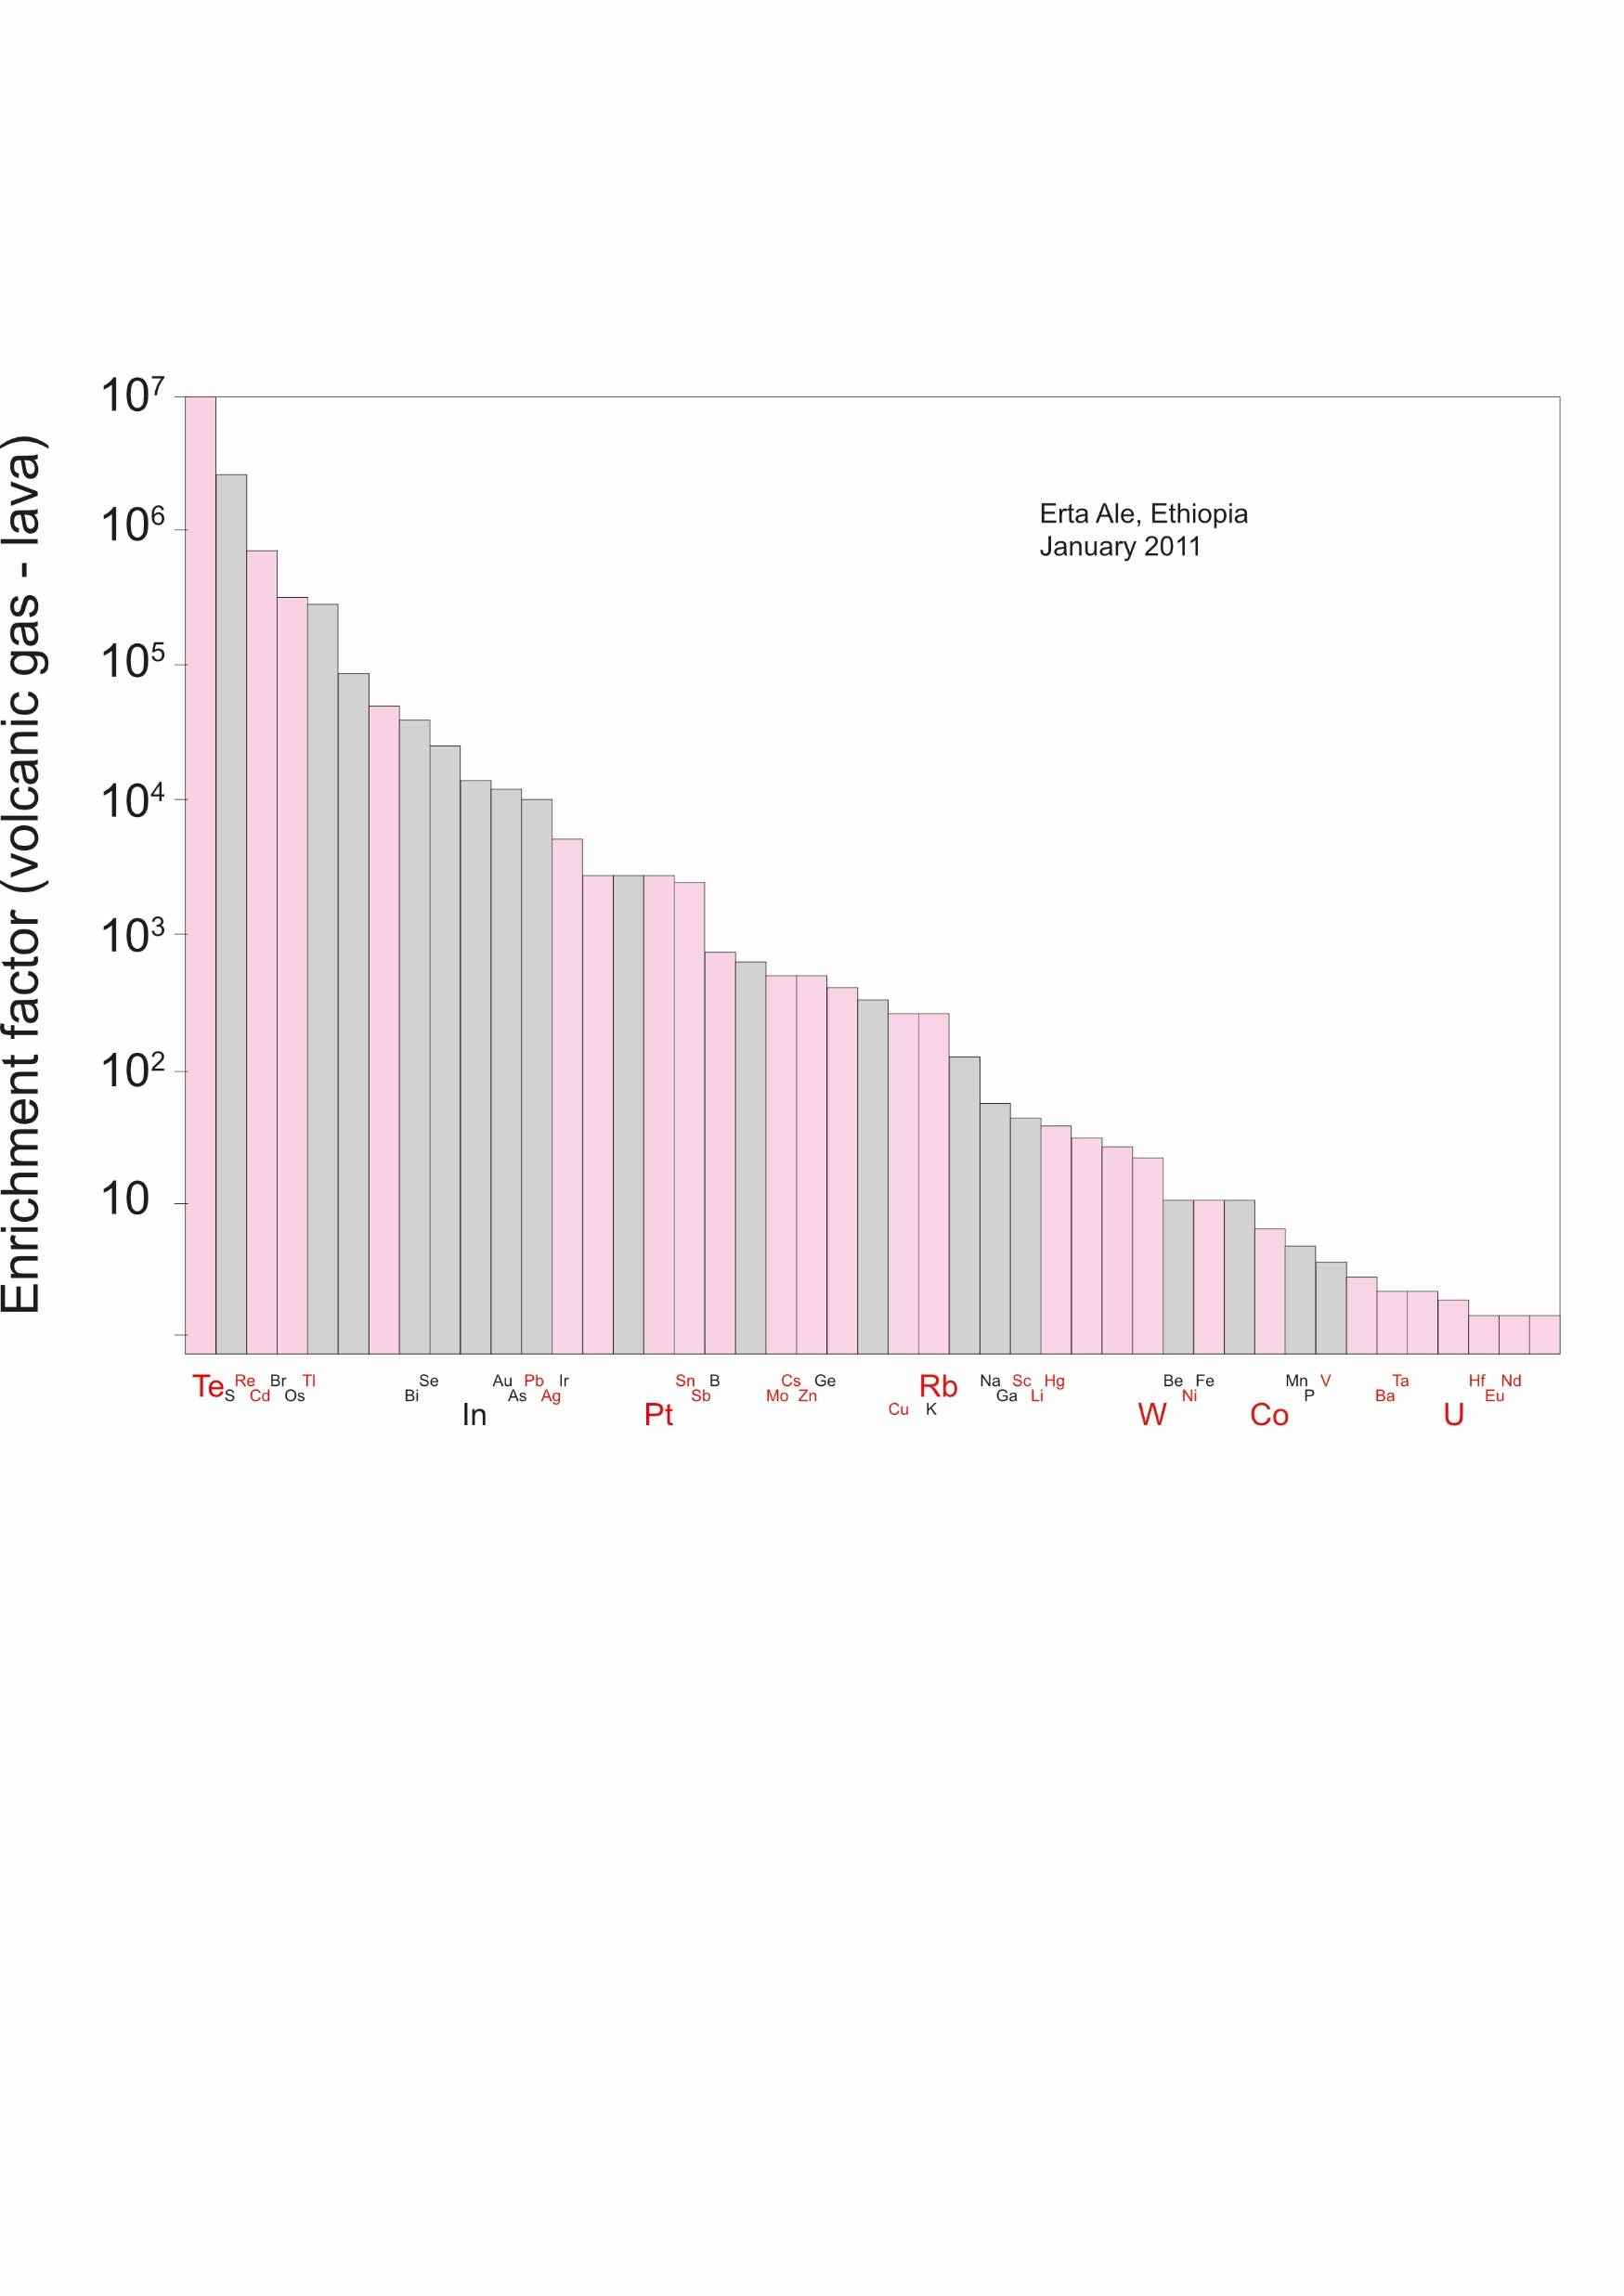 Enrichment factor (volcanic gas - lava)
10⁷
10⁶
10⁵
10⁴
10³
10²
10
Erta Ale, Ethiopia
January 2011
Te Re Br Tl Se Au Pb Ir Sn B Cs Ge Rb Na Sc Hg Be Fe Mn V Ta Hf Nd
S Cd Os Bi As Ag Sb Mo Zn Ga Li Ni P Ba Eu
In Pt Cu K W Co U